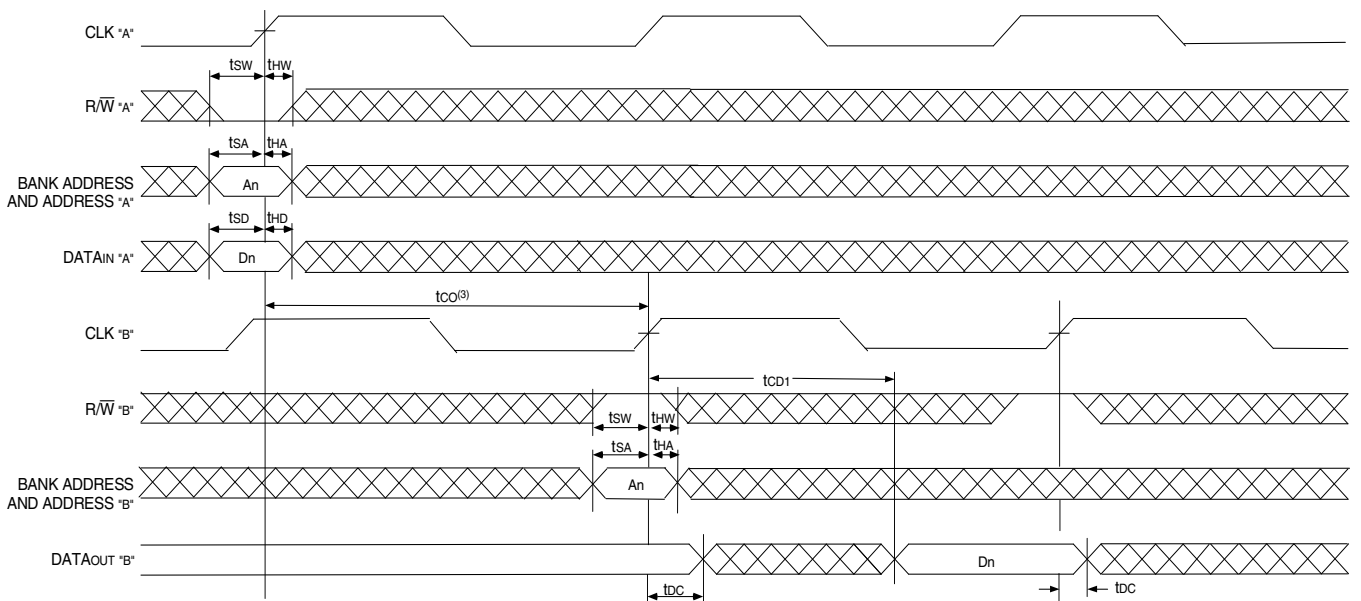 CLK "A"
tSW tHW
R/W̅ "A"
tSA tHA
BANK ADDRESS
AND ADDRESS "A"
An
tSD tHD
DATAIN "A"
Dn
tCO(3)
CLK "B"
tCD1
R/W̅ "B"
tSW tHW
tSA tHA
BANK ADDRESS
AND ADDRESS "B"
An
DATAOUT "B"
Dn
tDC
tDC